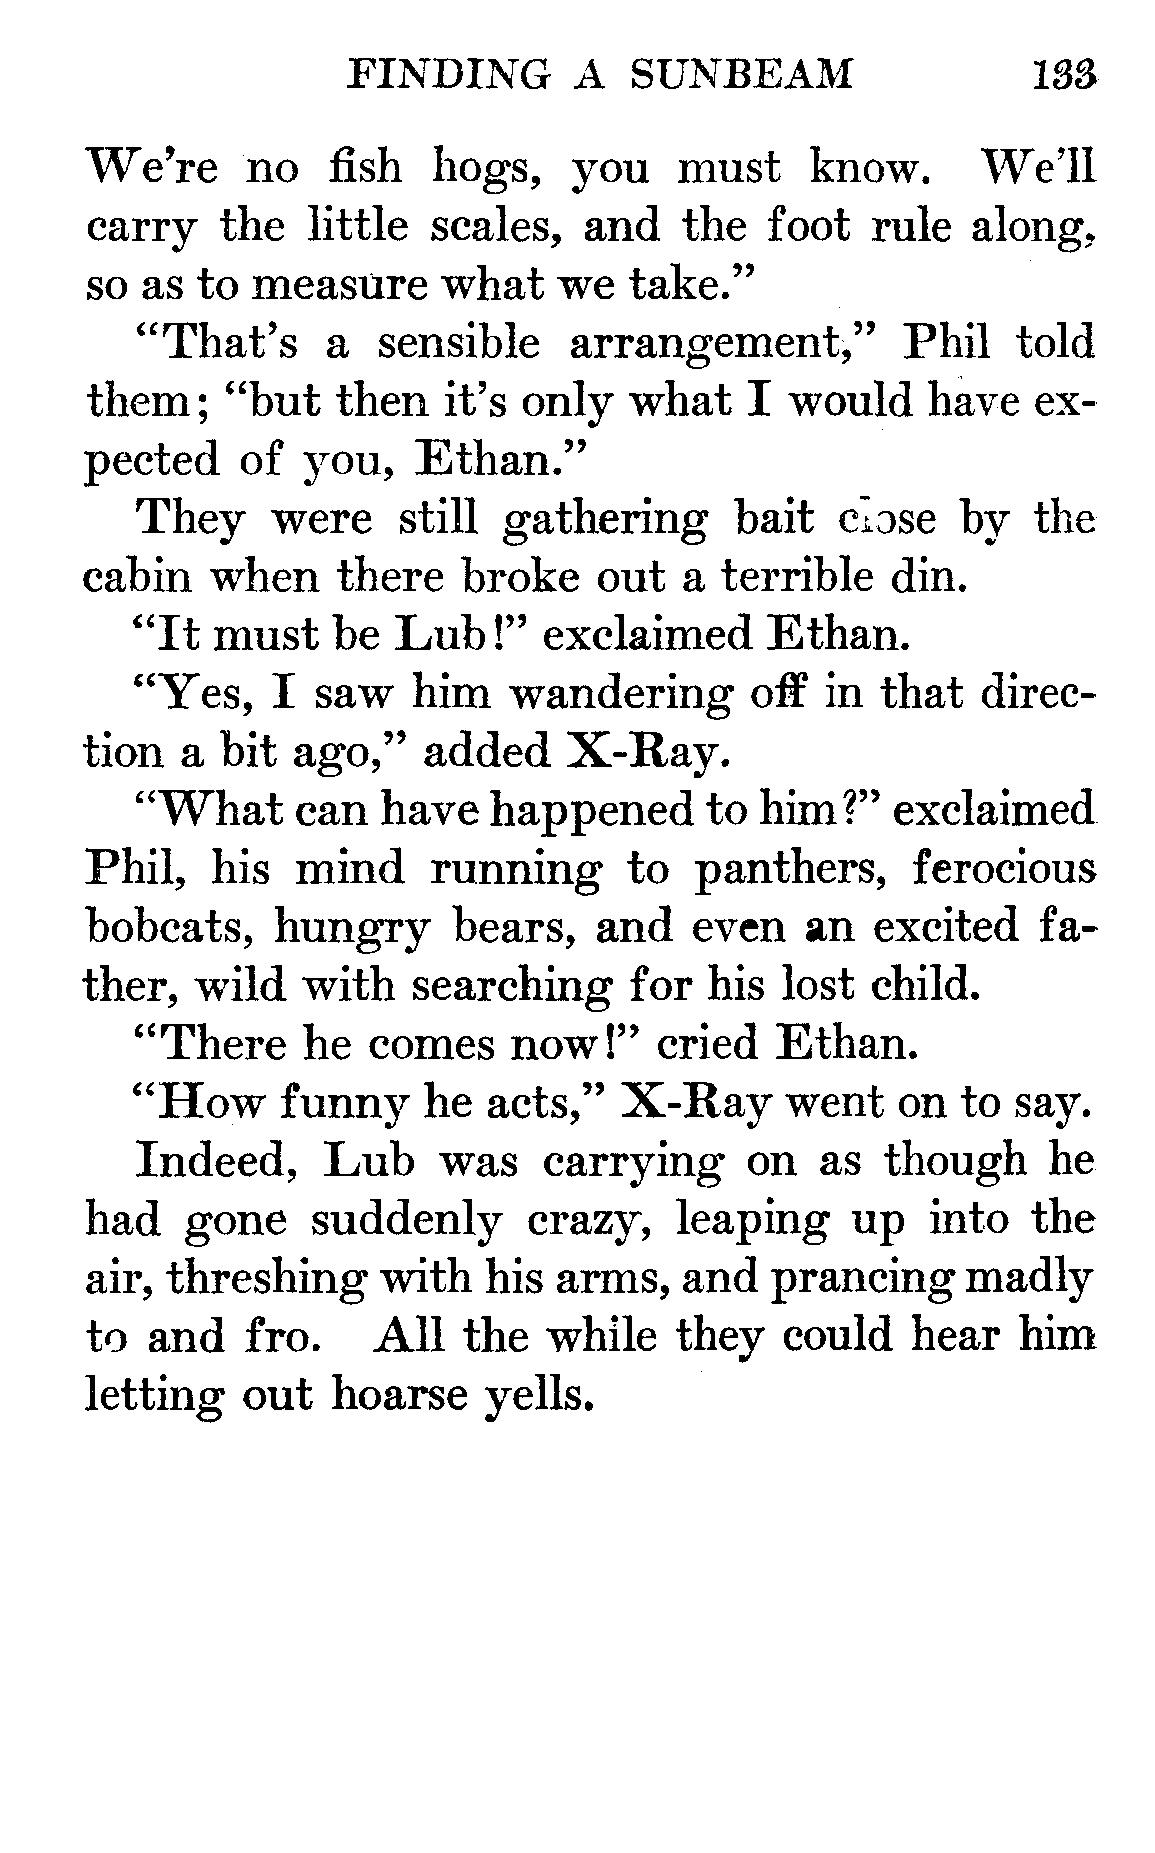 FINDING A SUNBEAM 133
We're no fish hogs, you must know. We'll
carry the little scales, and the foot rule along,
so as to measure what we take."
"That's a sensible arrangement," Phil told
them; "but then it's only what I would have ex-
pected of you, Ethan."
They were still gathering bait close by the
cabin when there broke out a terrible din.
"It must be Lub!" exclaimed Ethan.
"Yes, I saw him wandering off in that direc-
tion a bit ago," added X-Ray.
"What can have happened to him?" exclaimed
Phil, his mind running to panthers, ferocious
bobcats, hungry bears, and even an excited fa-
ther, wild with searching for his lost child.
"There he comes now!" cried Ethan.
"How funny he acts," X-Ray went on to say.
Indeed, Lub was carrying on as though he
had gone suddenly crazy, leaping up into the
air, threshing with his arms, and prancing madly
to and fro. All the while they could hear him
letting out hoarse yells.